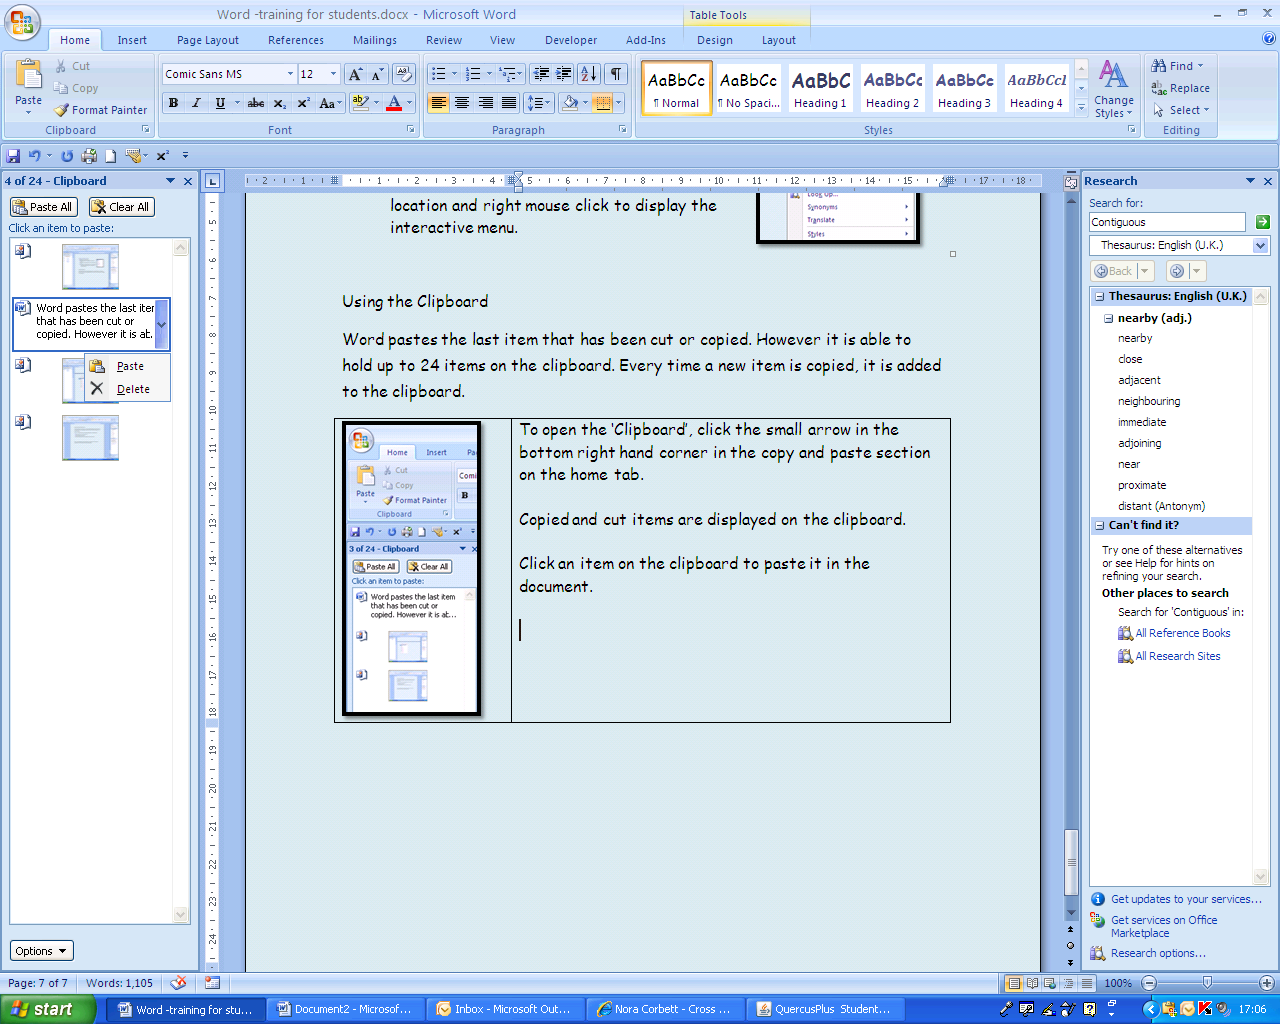 Word -training for students.docx - Microsoft Word
Table Tools
Home Insert Page Layout References Mailings Review View Developer Add-Ins Design Layout
Paste
Cut
Copy
Format Painter
Clipboard
Comic Sans MS 12
Font
Paragraph
AaBbCc AaBbCc AaBbC AaBbCc AaBbCc AaBbCcI
¶ Normal ¶ No Spaci... Heading 1 Heading 2 Heading 3 Heading 4
Change Styles
Styles
Find
Replace
Select
Editing
4 of 24 - Clipboard
Paste All Clear All
Click an item to paste:
Word pastes the last item
that has been cut or
copied. However it is ab...
Paste
Delete
Options
location and right mouse click to display the
interactive menu.
Look Up...
Synonyms
Translate
Styles
Using the Clipboard
Word pastes the last item that has been cut or copied. However it is able to
hold up to 24 items on the clipboard. Every time a new item is copied, it is added
to the clipboard.
Home Insert Pa
Cut
Copy
Paste
Format Painter
Clipboard
Comi
B
3 of 24 - Clipboard
Paste All Clear All
Click an item to paste:
Word pastes the last item
that has been cut or
copied. However it is ab...
To open the 'Clipboard', click the small arrow in the
bottom right hand corner in the copy and paste section
on the home tab.
Copied and cut items are displayed on the clipboard.
Click an item on the clipboard to paste it in the
document.
Research
Search for:
Contiguous
Thesaurus: English (U.K.)
Back
Thesaurus: English (U.K.)
nearby (adj.)
nearby
close
adjacent
neighbouring
immediate
adjoining
near
proximate
distant (Antonym)
Can't find it?
Try one of these alternatives
or see Help for hints on
refining your search.
Other places to search
Search for 'Contiguous' in:
All Reference Books
All Research Sites
Get updates to your services...
Get services on Office
Marketplace
Research options...
Page: 7 of 7 Words: 1,105
100%
start
Word -training for stu... Document2 - Microsof... Inbox - Microsoft Out... Nora Corbett - Cross ... QuercusPlus Student...
17:06